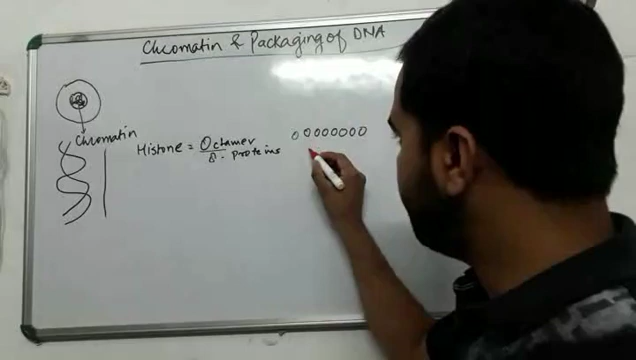 Chromatin & Packaging of DNA
Chromatin
Histone = Octamer
8 - Proteins